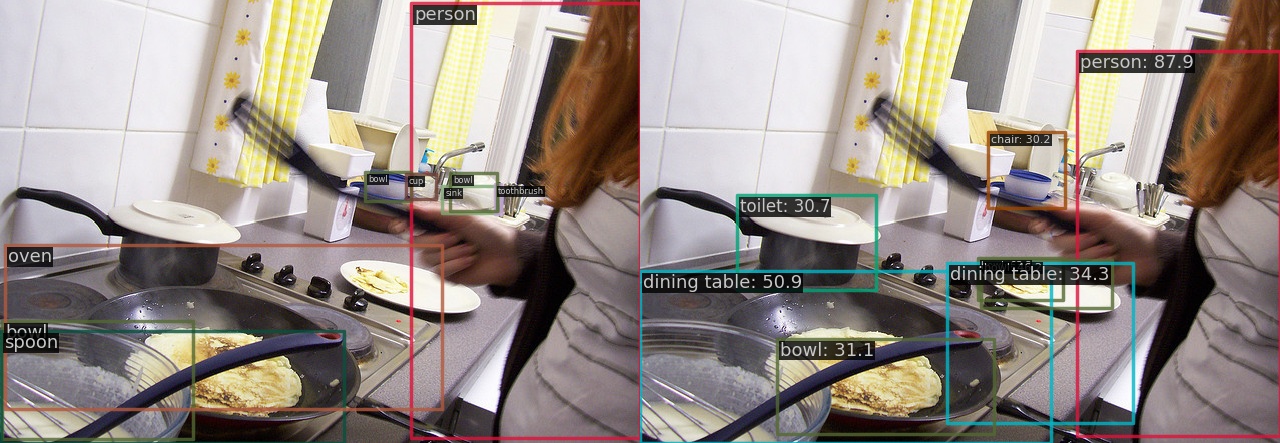 person
bowl
cup
bowl
sink
toothbrush
oven
bowl
spoon
person: 87.9
chair: 30.2
toilet: 30.7
dining table: 50.9
dining table: 34.3
bowl: 31.1